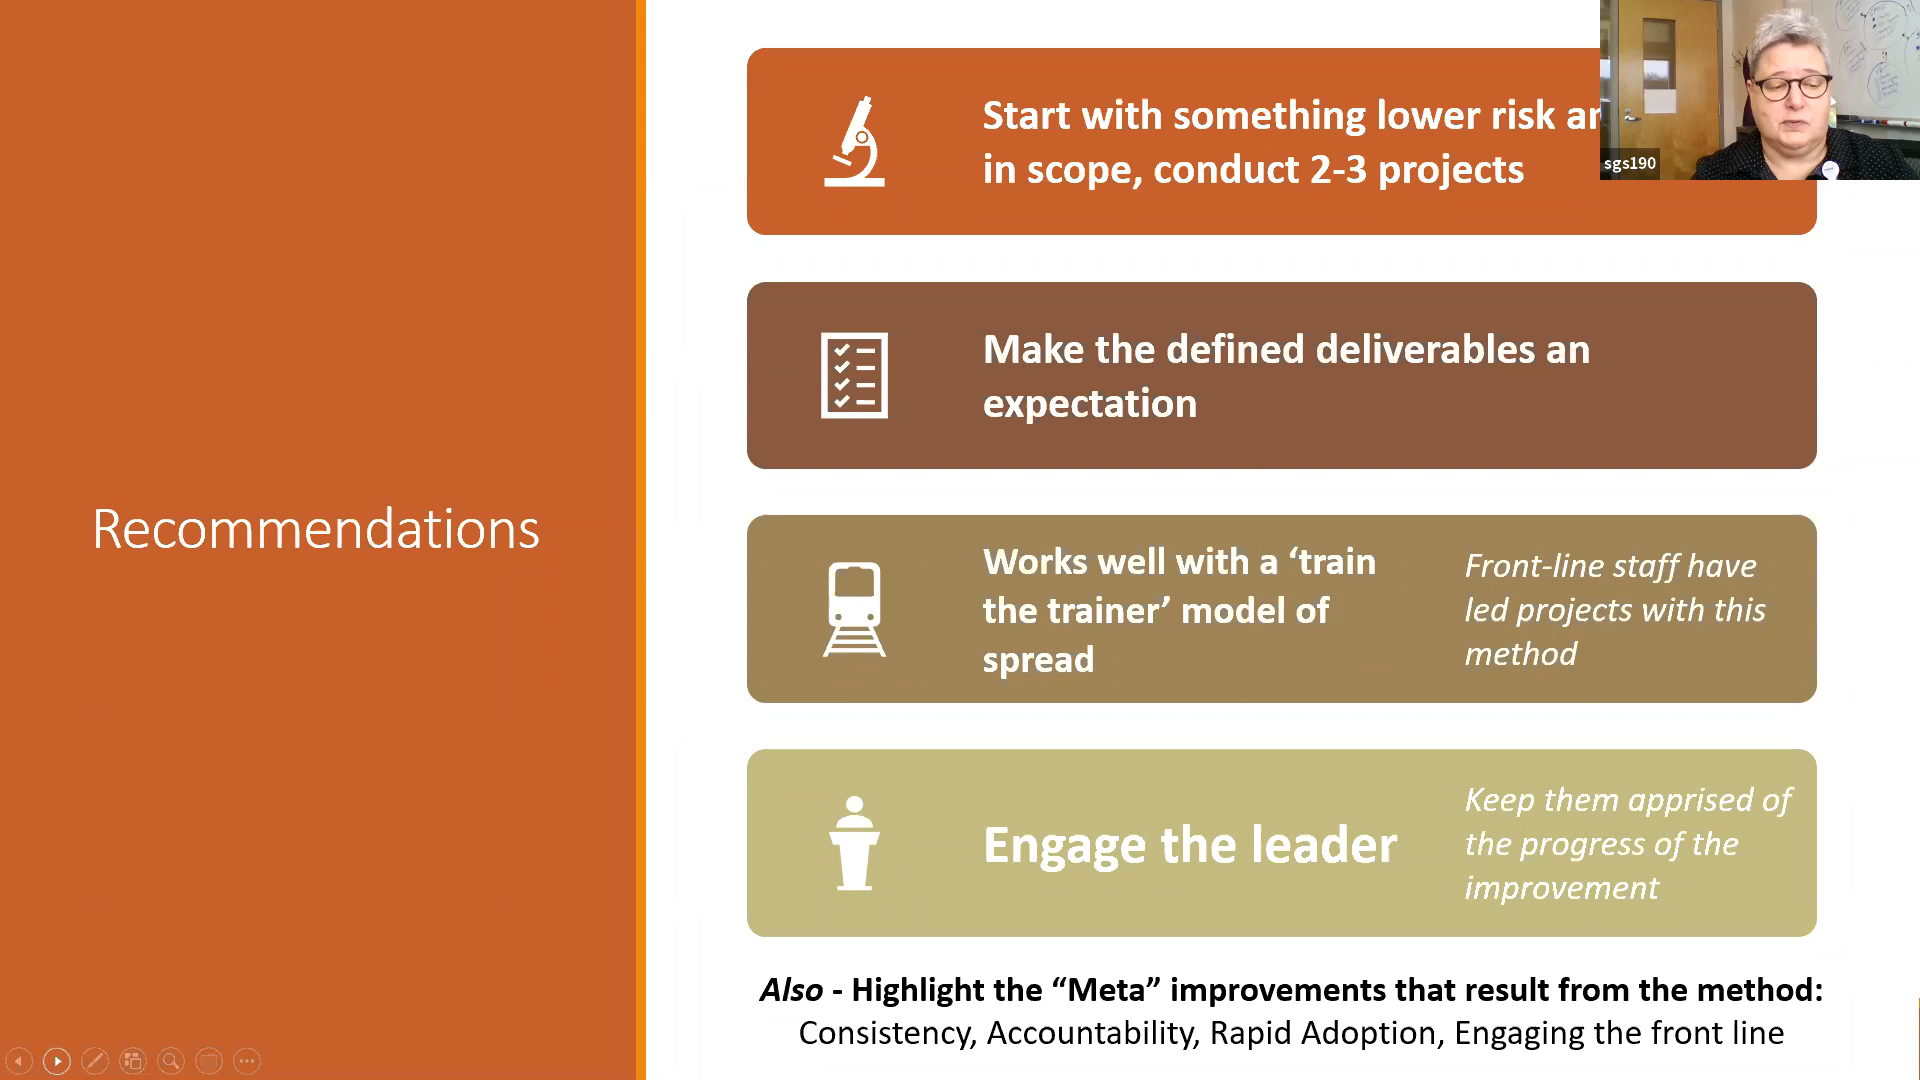 Recommendations
Start with something lower risk
in scope, conduct 2-3 projects
Make the defined deliverables an
expectation
Works well with a ‘train
the trainer’ model of
spread
Front-line staff have
led projects with this
method
Engage the leader
Keep them apprised of
the progress of the
improvement
Also - Highlight the “Meta” improvements that result from the method:
Consistency, Accountability, Rapid Adoption, Engaging the front line
sgs190